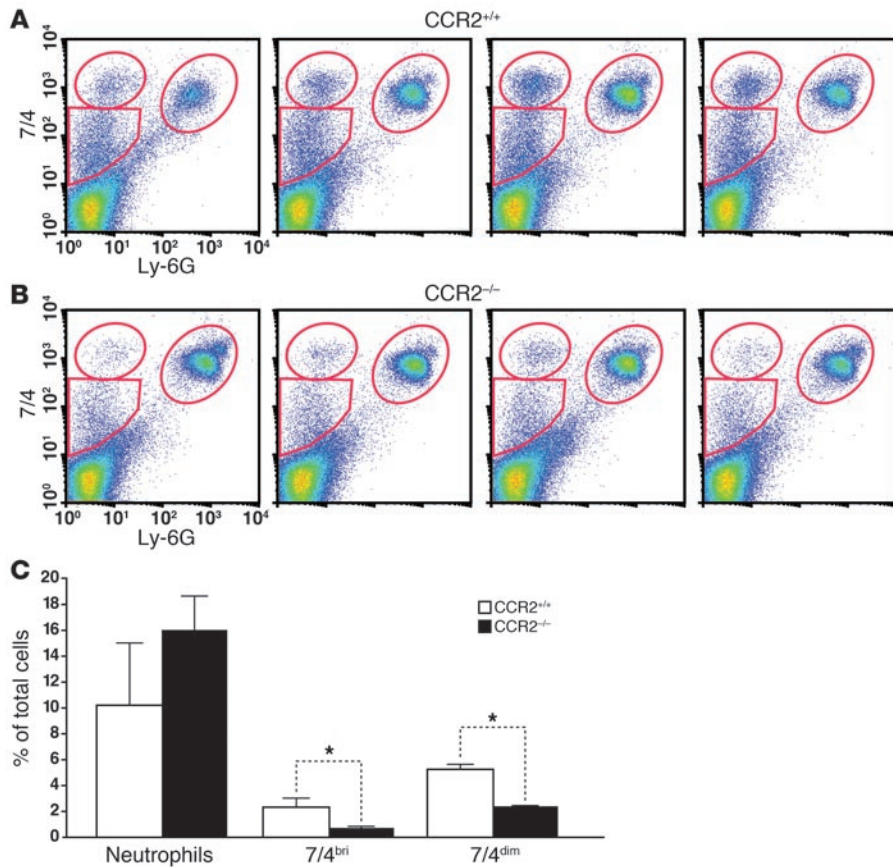 A
CCR2+/+
7/4
10⁴
10³
10²
10¹
10⁰
10⁰ 10¹ 10² 10³ 10⁴
Ly-6G
B
CCR2–/–
7/4
10⁴
10³
10²
10¹
10⁰
10⁰ 10¹ 10² 10³ 10⁴
Ly-6G
C
% of total cells
20
18
16
14
12
10
8
6
4
2
0
CCR2+/+
CCR2–/–
*
*
Neutrophils 7/4bri 7/4dim